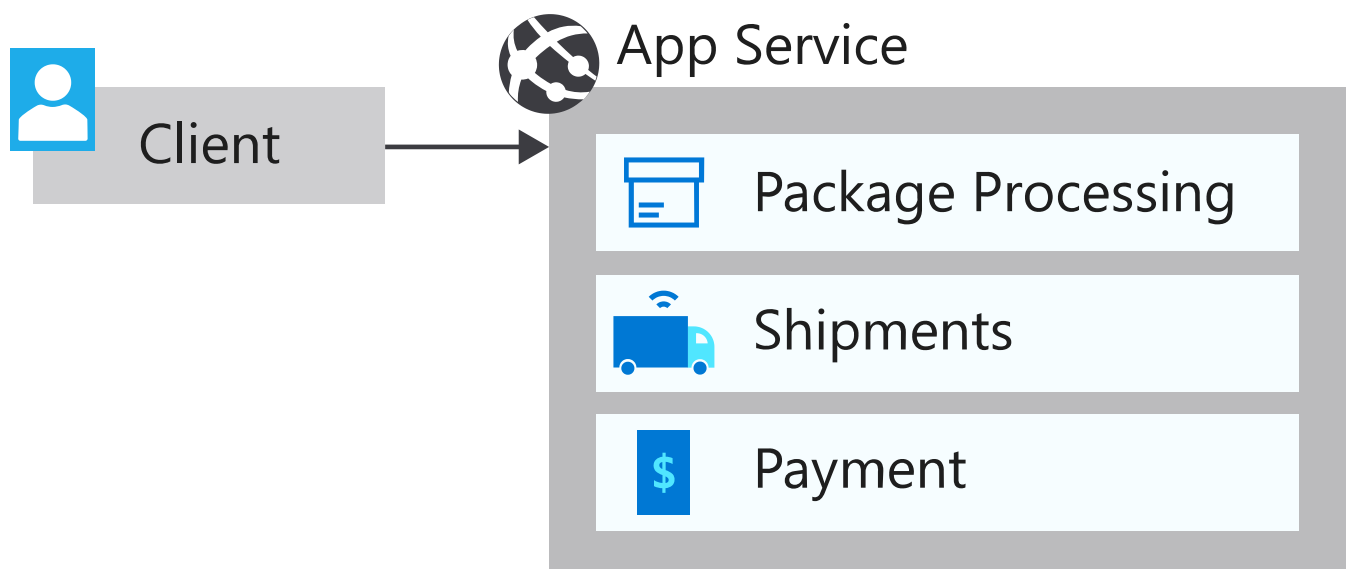 App Service
Client
Package Processing
Shipments
$
Payment